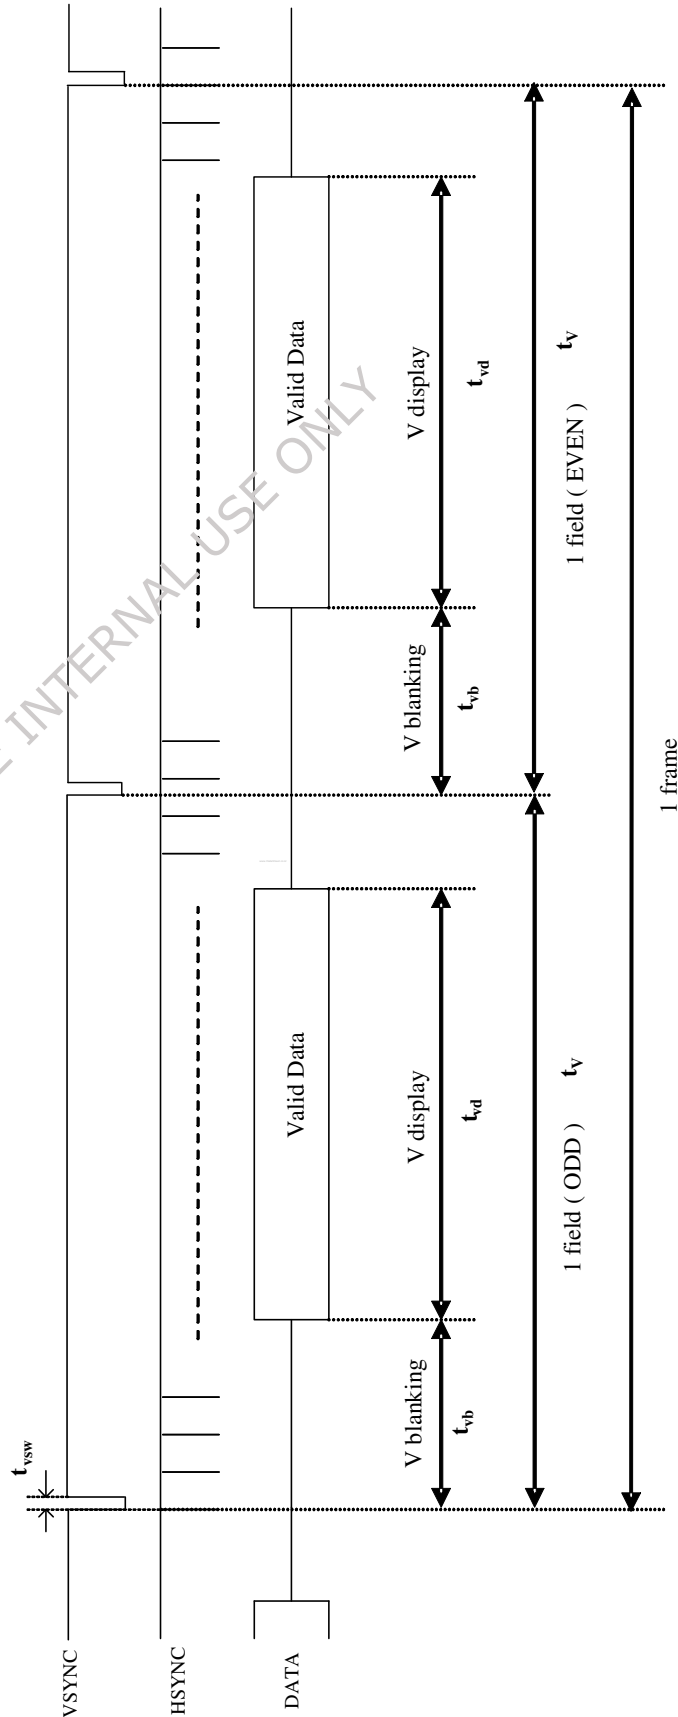 t_vsw
VSYNC
HSYNC
DATA
Valid Data
Valid Data
V blanking
V display
V blanking
V display
t_vb
t_vd
t_vb
t_vd
1 field ( ODD )
t_V
1 field ( EVEN )
t_V
1 frame
INTERNAL USE ONLY